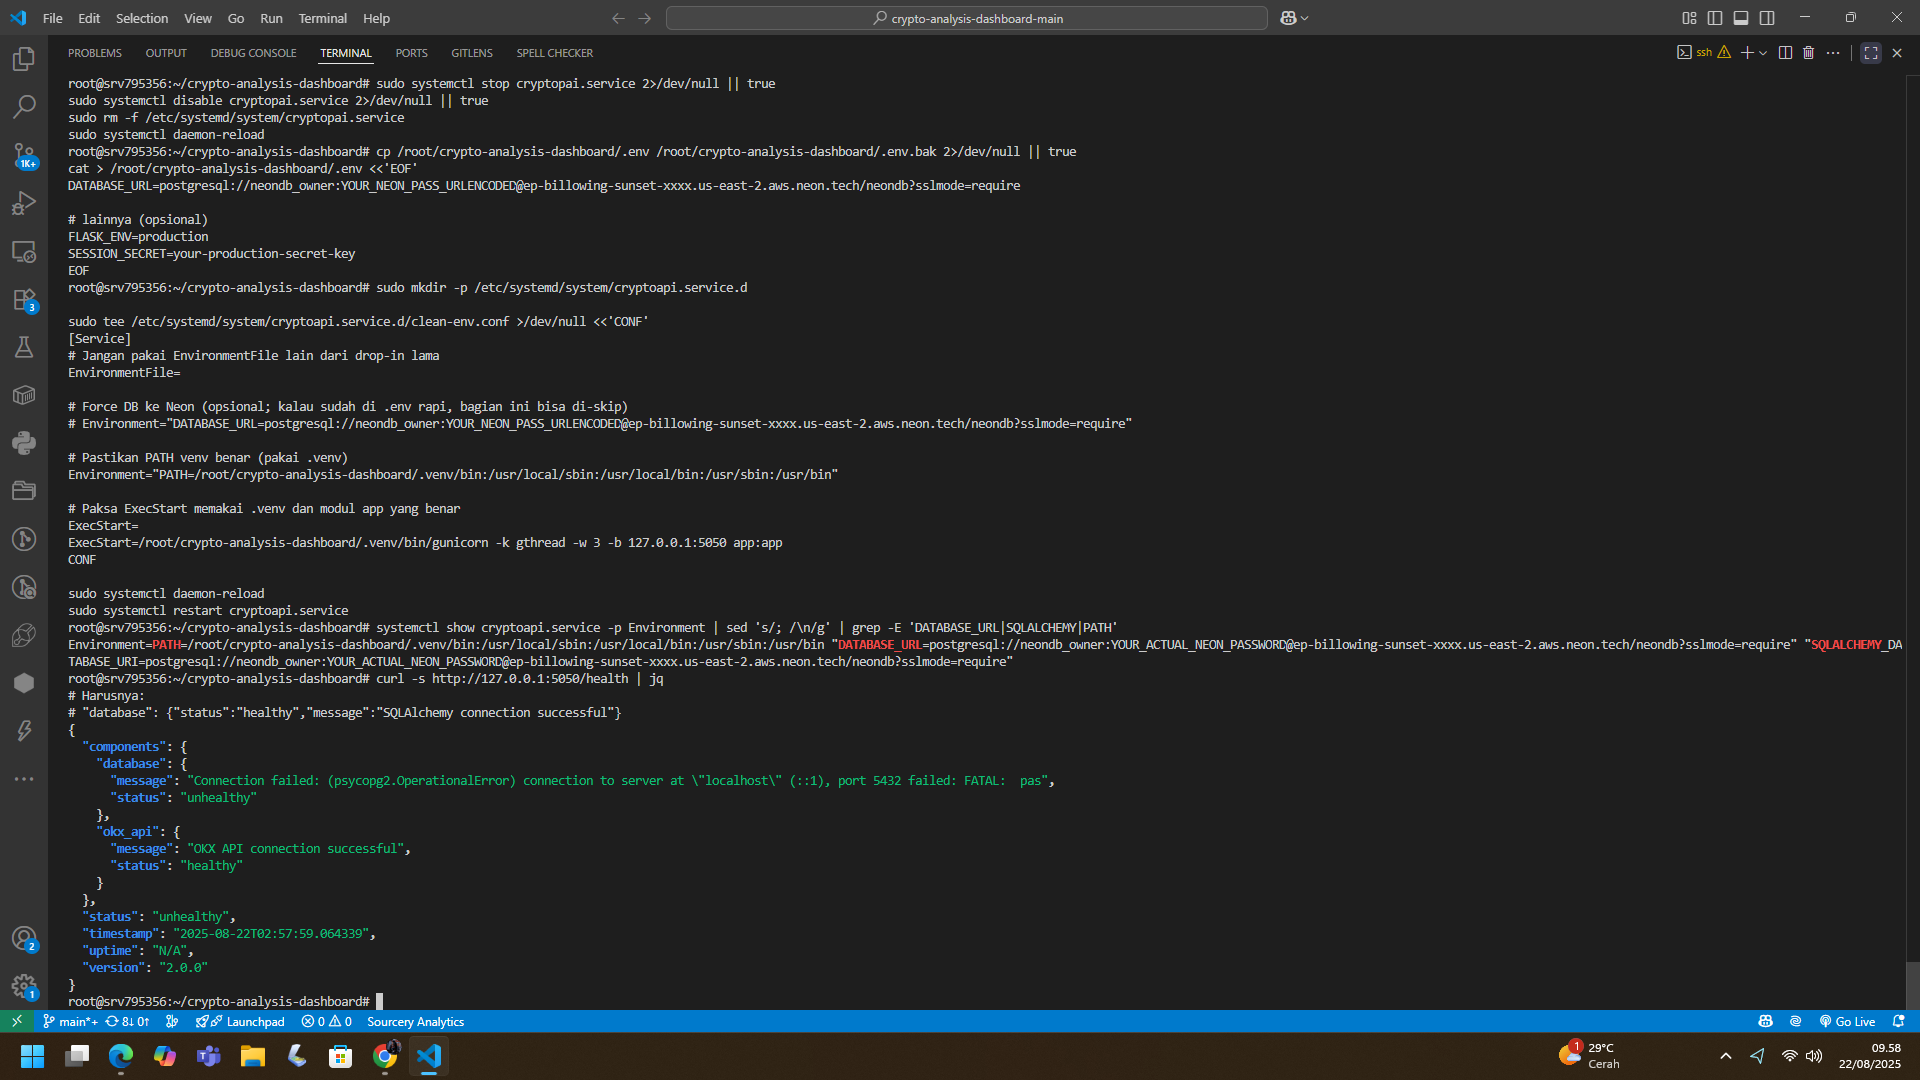 File Edit Selection View Go Run Terminal Help
crypto-analysis-dashboard-main
PROBLEMS OUTPUT DEBUG CONSOLE TERMINAL PORTS GITLENS SPELL CHECKER
ssh
root@srv795356:~/crypto-analysis-dashboard# sudo systemctl stop cryptopai.service 2>/dev/null || true
sudo systemctl disable cryptopai.service 2>/dev/null || true
sudo rm -f /etc/systemd/system/cryptopai.service
sudo systemctl daemon-reload
root@srv795356:~/crypto-analysis-dashboard# cp /root/crypto-analysis-dashboard/.env /root/crypto-analysis-dashboard/.env.bak 2>/dev/null || true
cat > /root/crypto-analysis-dashboard/.env <<'EOF'
DATABASE_URL=postgresql://neondb_owner:YOUR_NEON_PASS_URLENCODED@ep-billowing-sunset-xxxx.us-east-2.aws.neon.tech/neondb?sslmode=require
# lainnya (opsional)
FLASK_ENV=production
SESSION_SECRET=your-production-secret-key
EOF
root@srv795356:~/crypto-analysis-dashboard# sudo mkdir -p /etc/systemd/system/cryptoapi.service.d
sudo tee /etc/systemd/system/cryptoapi.service.d/clean-env.conf >/dev/null <<'CONF'
[Service]
# Jangan pakai EnvironmentFile lain dari drop-in lama
EnvironmentFile=
# Force DB ke Neon (opsional; kalau sudah di .env rapi, bagian ini bisa di-skip)
# Environment="DATABASE_URL=postgresql://neondb_owner:YOUR_NEON_PASS_URLENCODED@ep-billowing-sunset-xxxx.us-east-2.aws.neon.tech/neondb?sslmode=require"
# Pastikan PATH venv benar (pakai .venv)
Environment="PATH=/root/crypto-analysis-dashboard/.venv/bin:/usr/local/sbin:/usr/local/bin:/usr/sbin:/usr/bin"
# Paksa ExecStart memakai .venv dan modul app yang benar
ExecStart=
ExecStart=/root/crypto-analysis-dashboard/.venv/bin/gunicorn -k gthread -w 3 -b 127.0.0.1:5050 app:app
CONF
sudo systemctl daemon-reload
sudo systemctl restart cryptoapi.service
root@srv795356:~/crypto-analysis-dashboard# systemctl show cryptoapi.service -p Environment | sed 's/; /\n/g' | grep -E 'DATABASE_URL|SQLALCHEMY|PATH'
Environment=PATH=/root/crypto-analysis-dashboard/.venv/bin:/usr/local/sbin:/usr/local/bin:/usr/sbin:/usr/bin "DATABASE_URL=postgresql://neondb_owner:YOUR_ACTUAL_NEON_PASSWORD@ep-billowing-sunset-xxxx.us-east-2.aws.neon.tech/neondb?sslmode=require" "SQLALCHEMY_DA
TABASE_URI=postgresql://neondb_owner:YOUR_ACTUAL_NEON_PASSWORD@ep-billowing-sunset-xxxx.us-east-2.aws.neon.tech/neondb?sslmode=require"
root@srv795356:~/crypto-analysis-dashboard# curl -s http://127.0.0.1:5050/health | jq
# Harusnya:
# "database": {"status":"healthy","message":"SQLAlchemy connection successful"}
{
"components": {
"database": {
"message": "Connection failed: (psycopg2.OperationalError) connection to server at \"localhost\" (::1), port 5432 failed: FATAL:  pas",
"status": "unhealthy"
},
"okx_api": {
"message": "OKX API connection successful",
"status": "healthy"
}
},
"status": "unhealthy",
"timestamp": "2025-08-22T02:57:59.064339",
"uptime": "N/A",
"version": "2.0.0"
}
root@srv795356:~/crypto-analysis-dashboard#
1K+
3
2
1
main*+ 8↓ 0↑ Launchpad 0 0 Sourcery Analytics Go Live
1
29°C
Cerah
09.58
22/08/2025